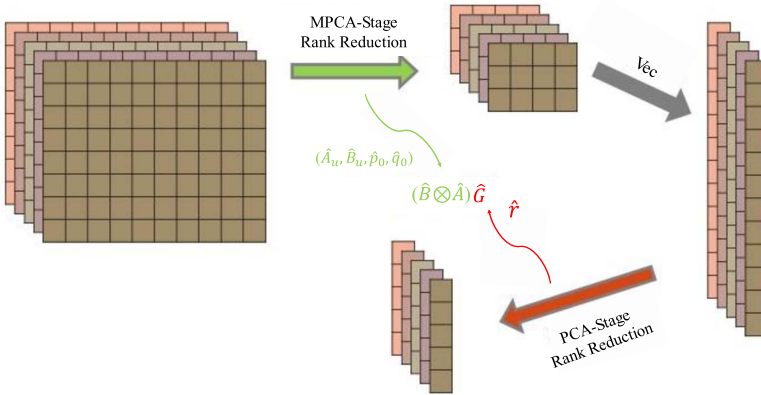 MPCA-Stage
Rank Reduction
Vec
(Â_u, B̂_u, p̂_0, q̂_0)
(B̂⊗Â)Ĝ
r̂
PCA-Stage
Rank Reduction